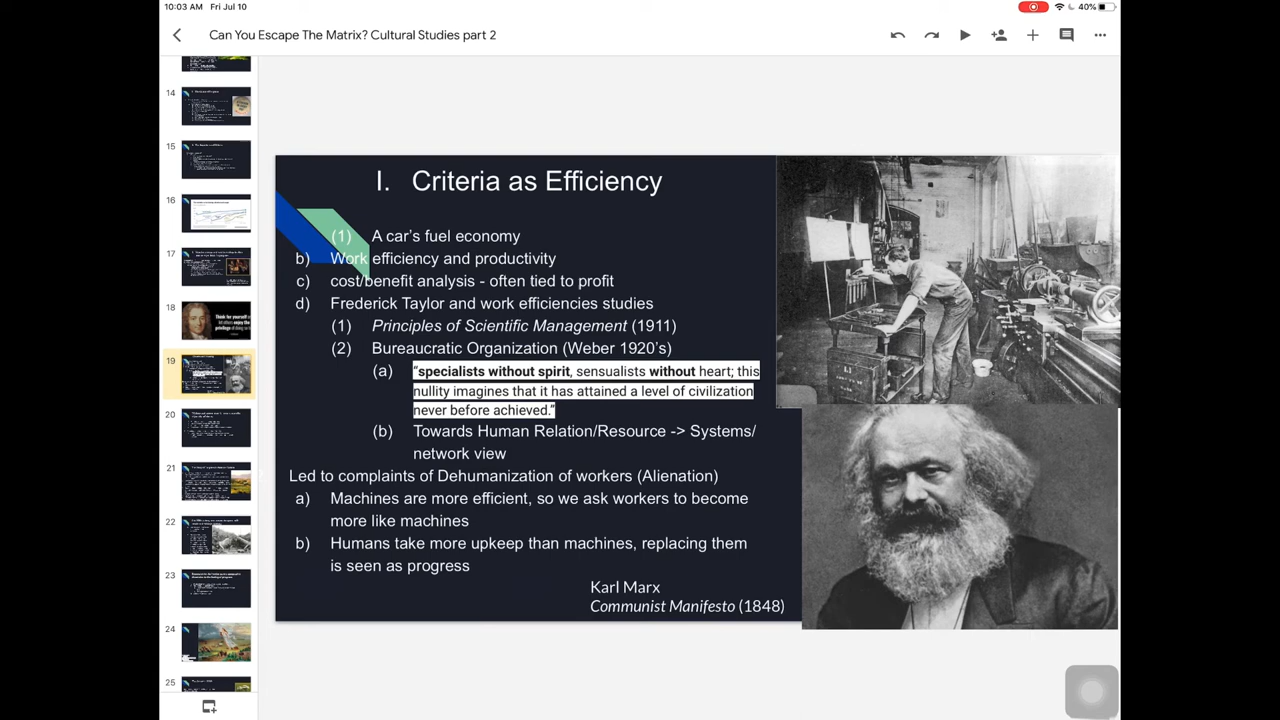 10:03 AM Fri Jul 10
40%
Can You Escape The Matrix? Cultural Studies part 2
14
15
16
17
18
19
20
21
22
23
24
25
I. Criteria as Efficiency
(1) A car's fuel economy
b) Work efficiency and productivity
c) cost/benefit analysis - often tied to profit
d) Frederick Taylor and work efficiencies studies
(1) Principles of Scientific Management (1911)
(2) Bureaucratic Organization (Weber 1920's)
(a) "specialists without spirit, sensualists without heart; this
nullity imagines that it has attained a level of civilization
never before achieved."
(b) Towards Human Relation/Resource -> Systems/
network view
Led to complaints of Dehumanization of workers (Alienation)
a) Machines are more efficient, so we ask workers to become
more like machines
b) Humans take more upkeep than machines, replacing them
is seen as progress
Karl Marx
Communist Manifesto (1848)